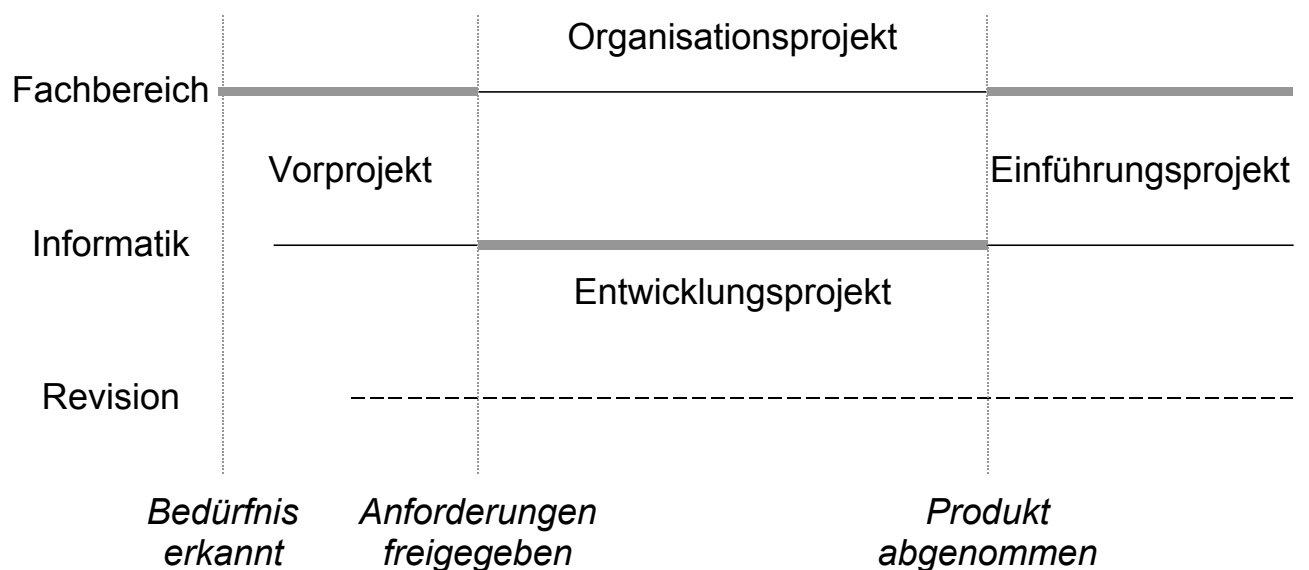 Organisationsprojekt
Fachbereich
Vorprojekt
Einführungsprojekt
Informatik
Entwicklungsprojekt
Revision
Bedürfnis
erkannt
Anforderungen
freigegeben
Produkt
abgenommen